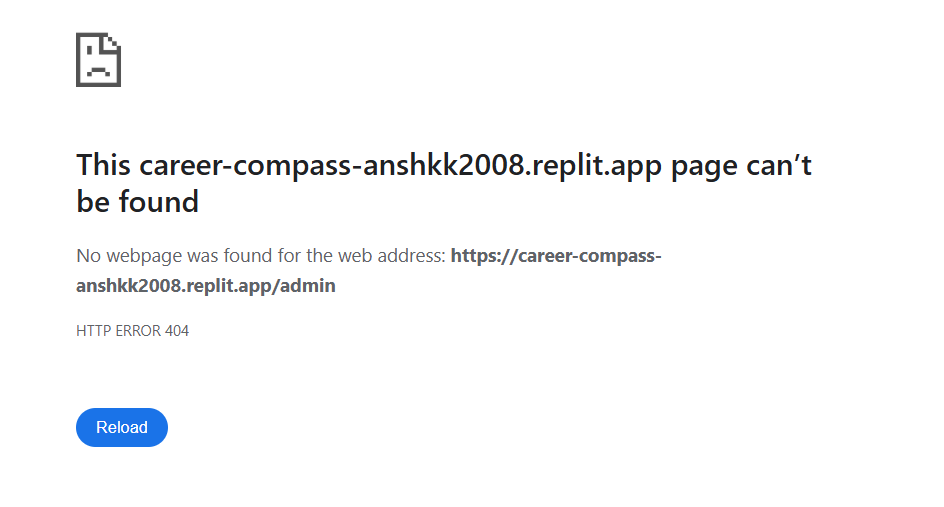 This career-compass-anshkk2008.replit.app page can’t
be found
No webpage was found for the web address: https://career-compass-
anshkk2008.replit.app/admin
HTTP ERROR 404
Reload